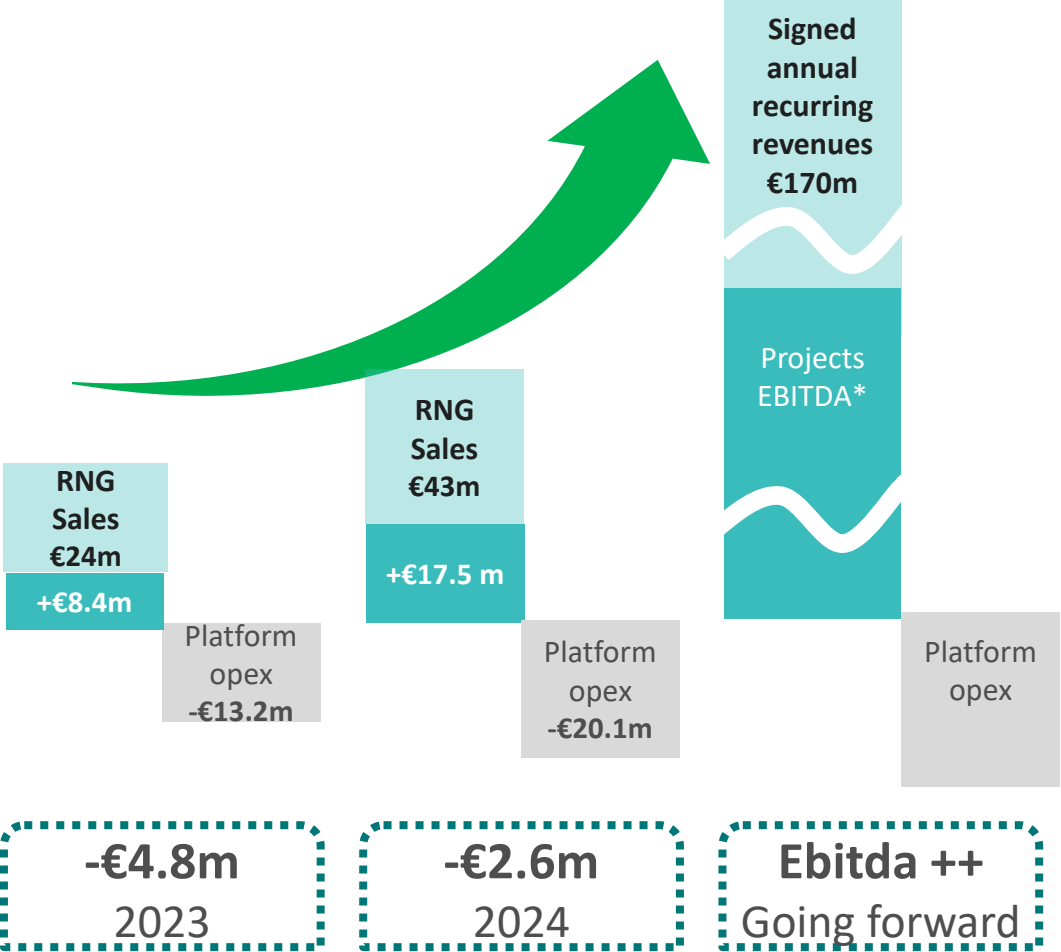 Signed
annual
recurring
revenues
€170m
Projects
EBITDA*
RNG
Sales
€43m
+€17.5 m
RNG
Sales
€24m
+€8.4m
Platform
opex
-€13.2m
Platform
opex
-€20.1m
Platform
opex
-€4.8m
2023
-€2.6m
2024
Ebitda ++
Going forward